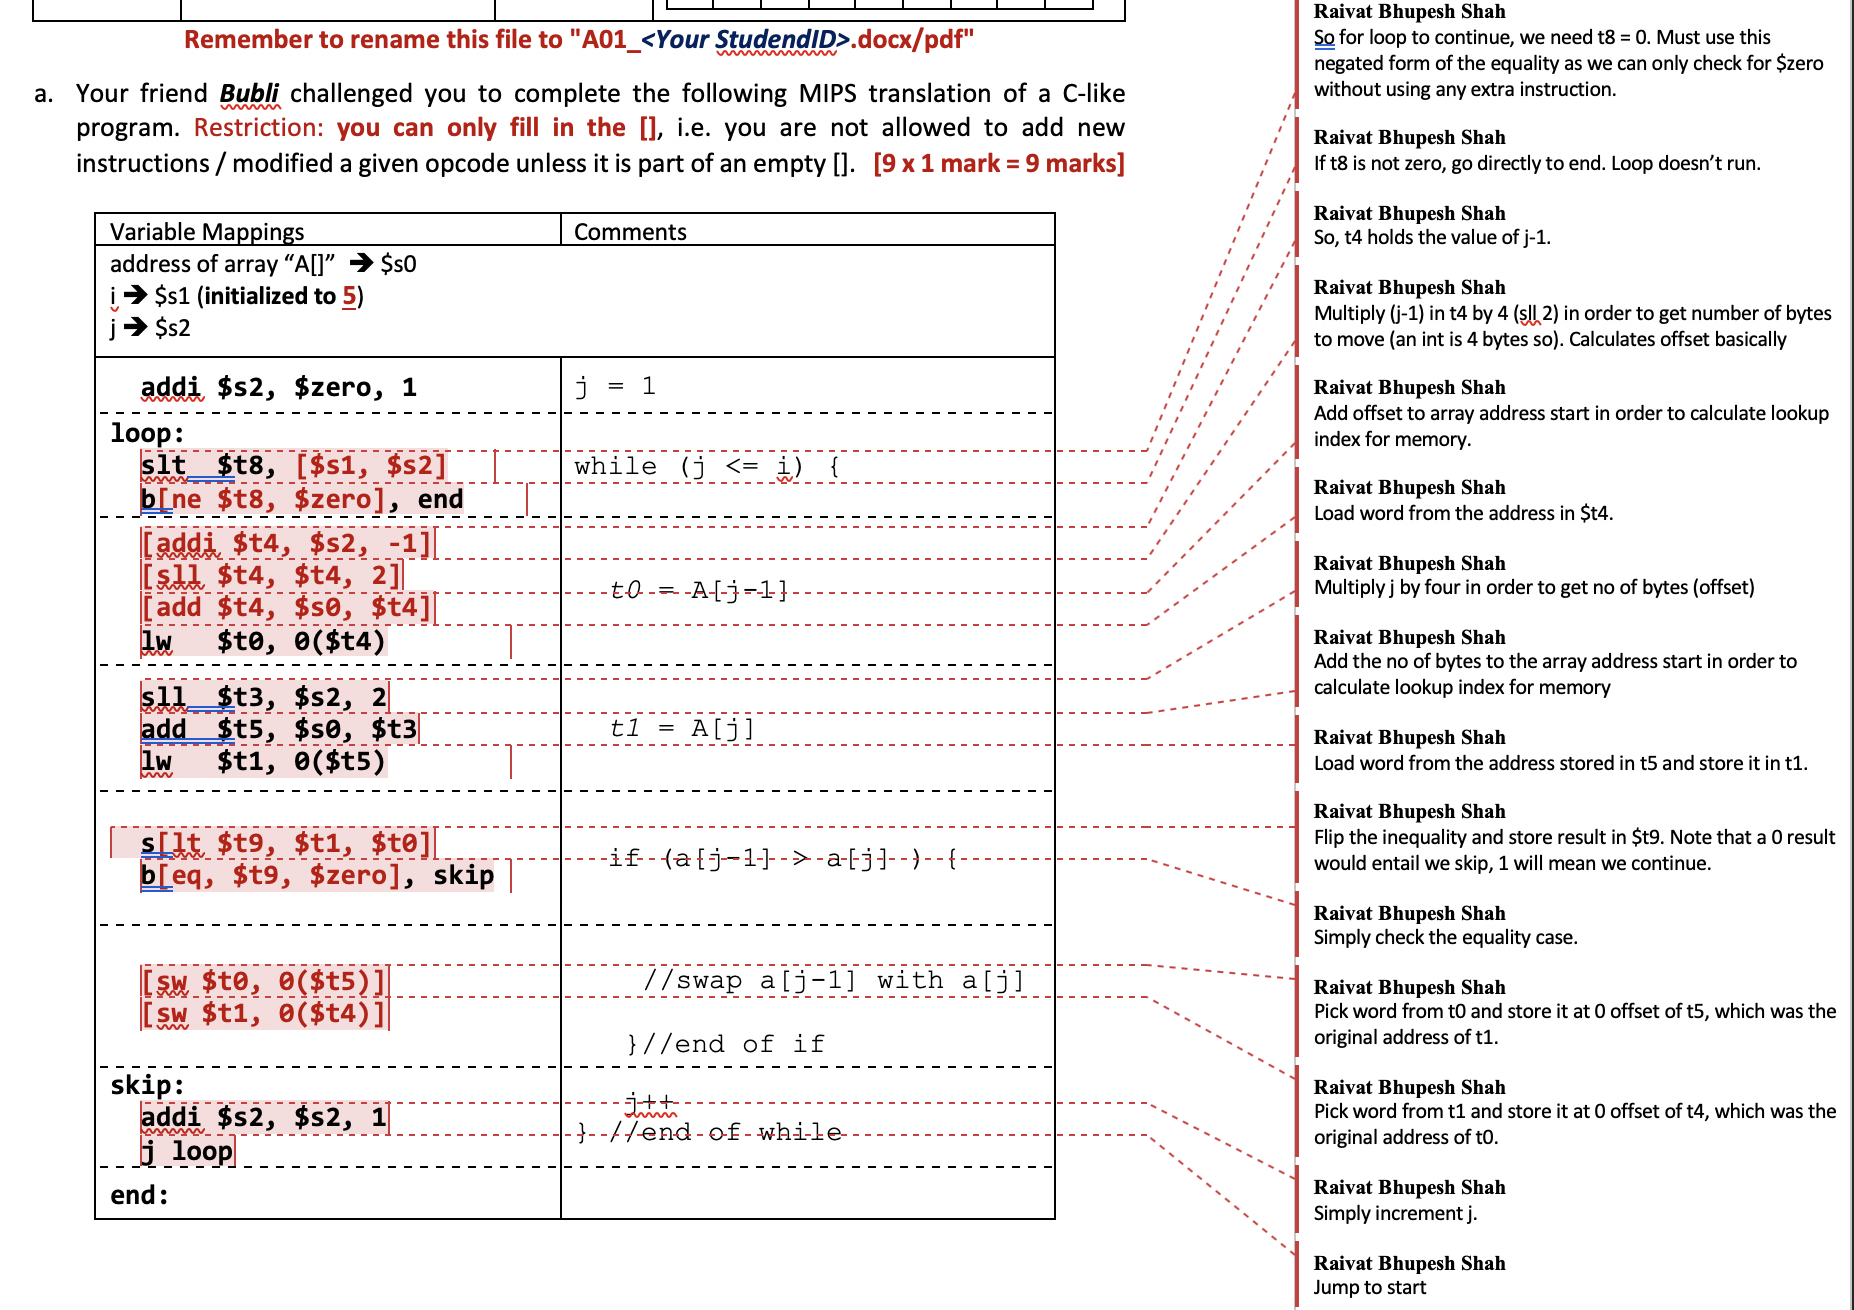 Remember to rename this file to "A01_<Your StudendID>.docx/pdf"
a. Your friend Bubli challenged you to complete the following MIPS translation of a C-like
program. Restriction: you can only fill in the [], i.e. you are not allowed to add new
instructions / modified a given opcode unless it is part of an empty []. [9 x 1 mark = 9 marks]
Variable Mappings
Comments
address of array “A[]” ➔ $s0
i ➔ $s1 (initialized to 5)
j ➔ $s2
addi $s2, $zero, 1
j = 1
loop:
slt $t8, [$s1, $s2]
while (j <= i) {
b[ne $t8, $zero], end
[addi $t4, $s2, -1]
[sll $t4, $t4, 2]
t0 = A[j-1]
[add $t4, $s0, $t4]
lw $t0, 0($t4)
sll $t3, $s2, 2
add $t5, $s0, $t3
t1 = A[j]
lw $t1, 0($t5)
s[lt $t9, $t1, $t0]
if (a[j-1] > a[j] ) {
b[eq, $t9, $zero], skip
[sw $t0, 0($t5)]
//swap a[j-1] with a[j]
[sw $t1, 0($t4)]
}//end of if
skip:
j++
addi $s2, $s2, 1
} //end of while
j loop
end:
Raivat Bhupesh Shah
So for loop to continue, we need t8 = 0. Must use this
negated form of the equality as we can only check for $zero
without using any extra instruction.
Raivat Bhupesh Shah
If t8 is not zero, go directly to end. Loop doesn’t run.
Raivat Bhupesh Shah
So, t4 holds the value of j-1.
Raivat Bhupesh Shah
Multiply (j-1) in t4 by 4 (sll 2) in order to get number of bytes
to move (an int is 4 bytes so). Calculates offset basically
Raivat Bhupesh Shah
Add offset to array address start in order to calculate lookup
index for memory.
Raivat Bhupesh Shah
Load word from the address in $t4.
Raivat Bhupesh Shah
Multiply j by four in order to get no of bytes (offset)
Raivat Bhupesh Shah
Add the no of bytes to the array address start in order to
calculate lookup index for memory
Raivat Bhupesh Shah
Load word from the address stored in t5 and store it in t1.
Raivat Bhupesh Shah
Flip the inequality and store result in $t9. Note that a 0 result
would entail we skip, 1 will mean we continue.
Raivat Bhupesh Shah
Simply check the equality case.
Raivat Bhupesh Shah
Pick word from t0 and store it at 0 offset of t5, which was the
original address of t1.
Raivat Bhupesh Shah
Pick word from t1 and store it at 0 offset of t4, which was the
original address of t0.
Raivat Bhupesh Shah
Simply increment j.
Raivat Bhupesh Shah
Jump to start